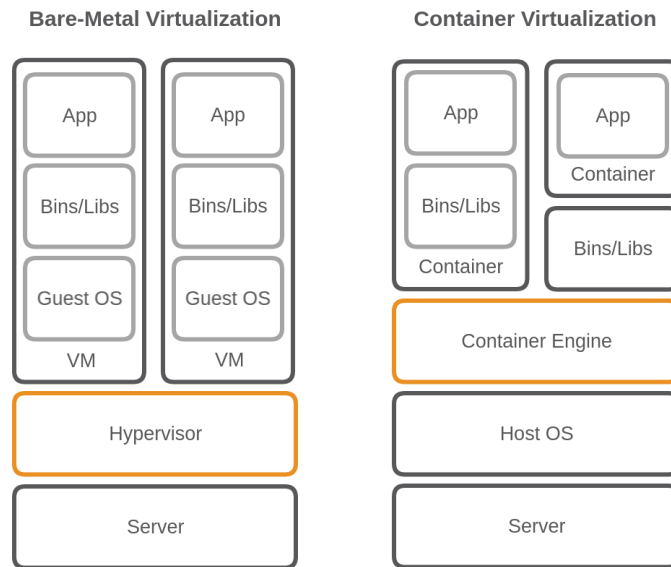 Bare-Metal Virtualization
App
Bins/Libs
Guest OS
VM
App
Bins/Libs
Guest OS
VM
Hypervisor
Server
Container Virtualization
App
Bins/Libs
Container
App
Container
Bins/Libs
Container Engine
Host OS
Server